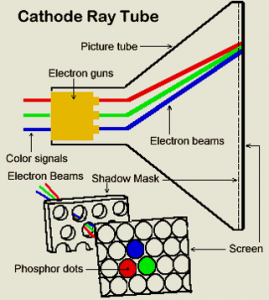 Cathode Ray Tube
Picture tube
Electron guns
Electron beams
Color signals
Electron Beams
Shadow Mask
Screen
Phosphor dots